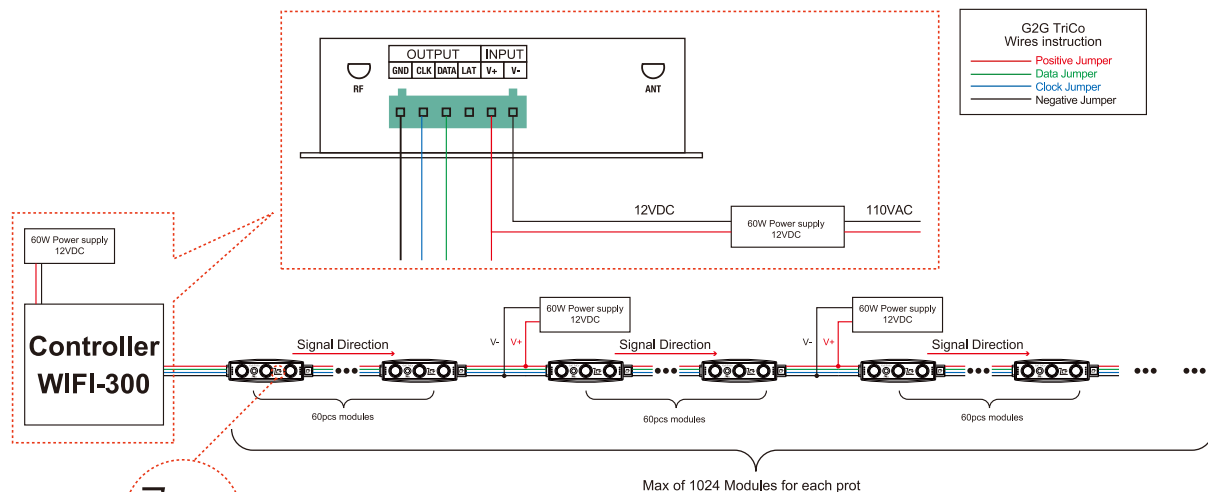 OUTPUT INPUT
GND CLK DATA LAT V+ V-
RF
ANT
G2G TriCo
Wires instruction
Positive Jumper
Data Jumper
Clock Jumper
Negative Jumper
12VDC
60W Power supply
12VDC
110VAC
60W Power supply
12VDC
Controller
WIFI-300
60W Power supply
12VDC
V- V+
60W Power supply
12VDC
V- V+
Signal Direction
Signal Direction
Signal Direction
60pcs modules
60pcs modules
60pcs modules
Max of 1024 Modules for each prot